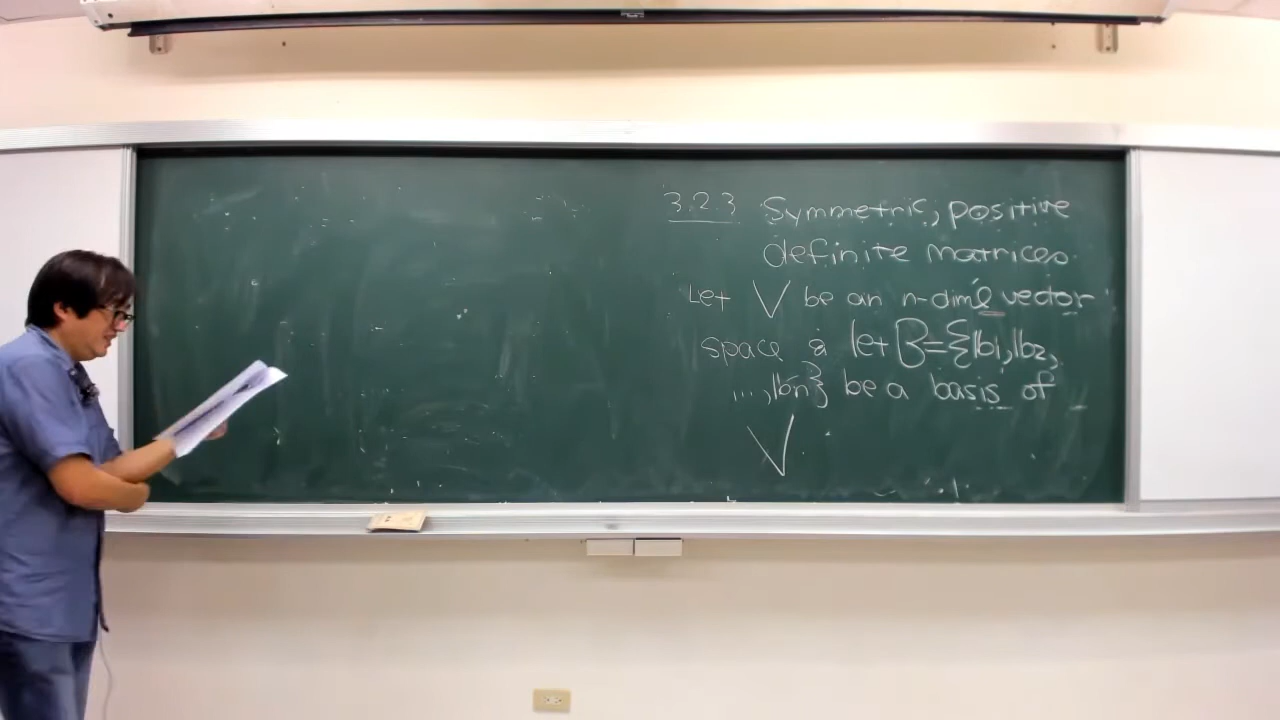 3.2.3 Symmetric, positive
definite matrices.
Let V be an n-dim'l vector
space & let B={𝕓1,𝕓2,
...,𝕓n} be a basis of
V